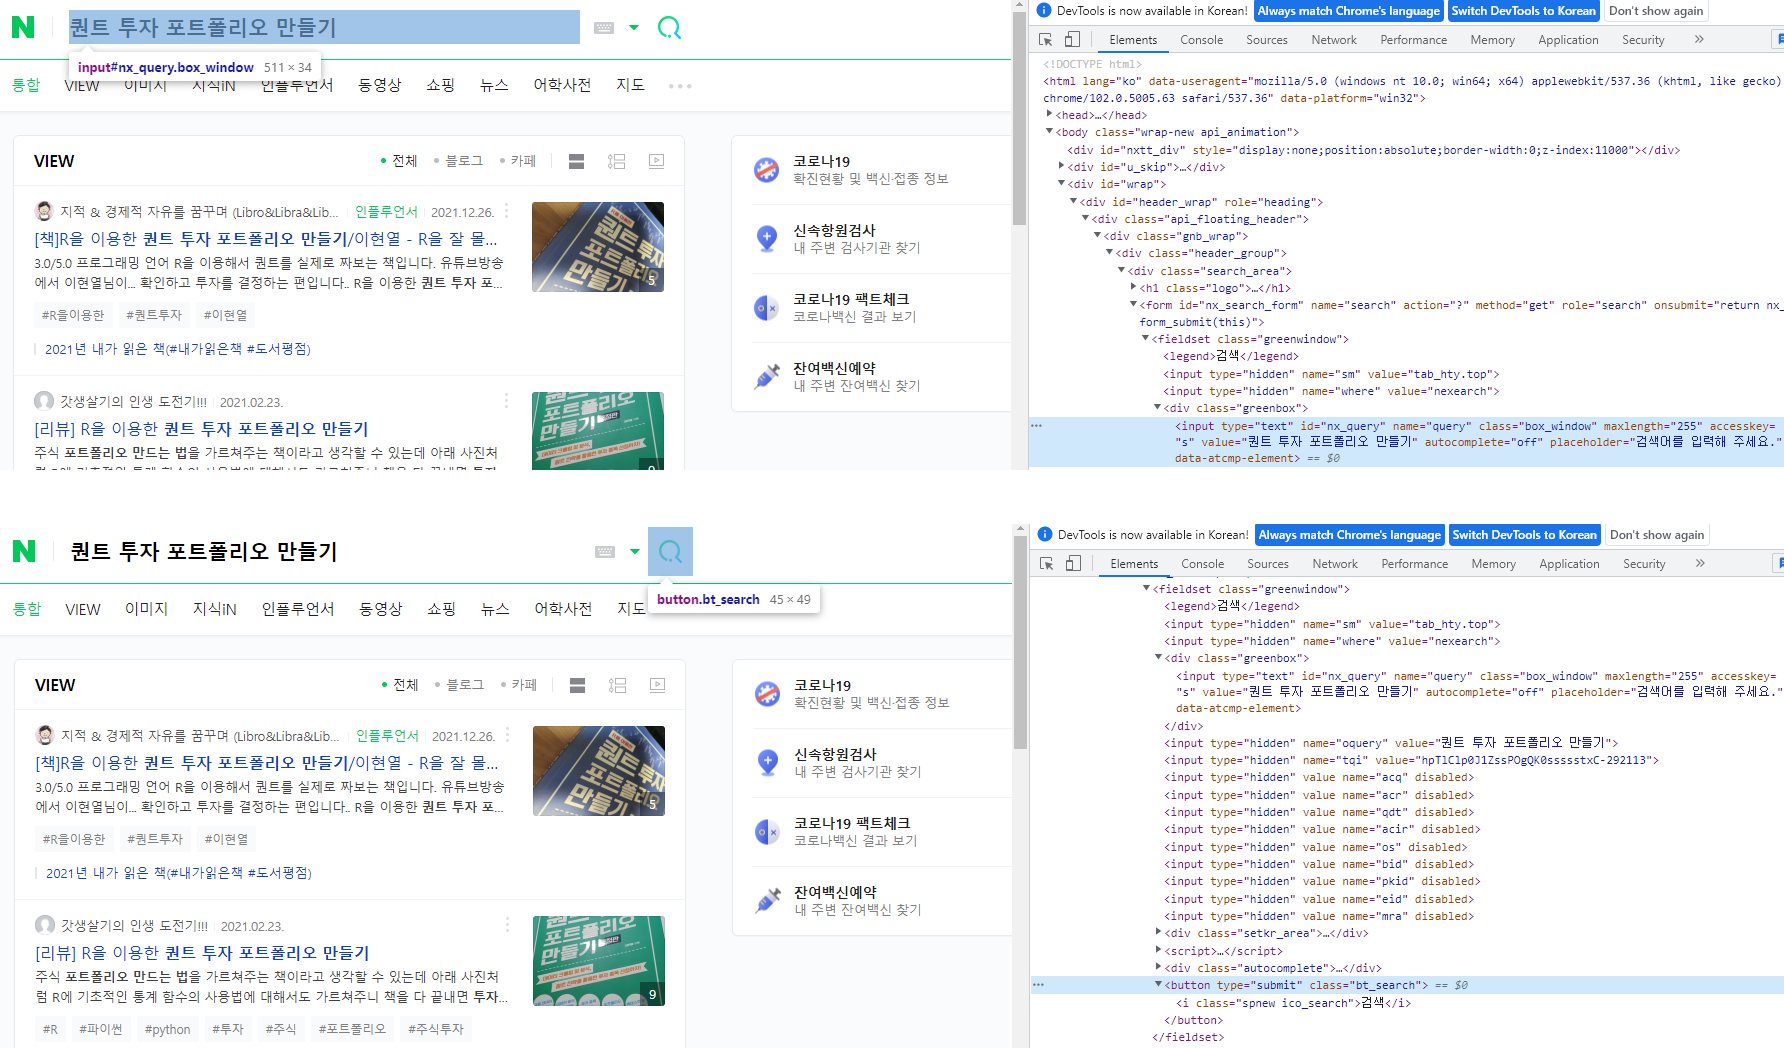 N
퀀트 투자 포트폴리오 만들기
input#nx_query.box_window 511 × 34
통합 VIEW 이미지 지식iN 인플루언서 동영상 쇼핑 뉴스 어학사전 지도
VIEW
전체 블로그 카페
지적 & 경제적 자유를 꿈꾸며 (Libro&Libra&Lib... 인플루언서 2021.12.26.
[책]R을 이용한 퀀트 투자 포트폴리오 만들기/이현열 - R을 잘 몰...
3.0/5.0 프로그래밍 언어 R을 이용해서 퀀트를 실제로 짜보는 책입니다. 유튜브방송
에서 이현열님이... 확인하고 투자를 결정하는 편입니다.. R을 이용한 퀀트 투자 포...
퀀트 투자
포트폴리오
만들기
5
#R을이용한 #퀀트투자 #이현열
2021년 내가 읽은 책(#내가읽은책 #도서평점)
갓생살기의 인생 도전기!!! 2021.02.23.
[리뷰] R을 이용한 퀀트 투자 포트폴리오 만들기
주식 포트폴리오 만드는 법을 가르쳐주는 책이라고 생각할 수 있는데 아래 사진처
포트폴리오
만들기
9
코로나19
확진현황 및 백신·접종 정보
신속항원검사
내 주변 검사기관 찾기
코로나19 팩트체크
코로나백신 결과 보기
잔여백신예약
내 주변 잔여백신 찾기
DevTools is now available in Korean! Always match Chrome's language Switch DevTools to Korean Don't show again
Elements Console Sources Network Performance Memory Application Security »
<!DOCTYPE html>
<html lang="ko" data-useragent="mozilla/5.0 (windows nt 10.0; win64; x64) applewebkit/537.36 (khtml, like gecko)
chrome/102.0.5005.63 safari/537.36" data-platform="win32">
<head>…</head>
<body class="wrap-new api_animation">
<div id="nxtt_div" style="display:none;position:absolute;border-width:0;z-index:11000"></div>
<div id="u_skip">…</div>
<div id="wrap">
<div id="header_wrap" role="heading">
<div class="api_floating_header">
<div class="gnb_wrap">
<div class="header_group">
<div class="search_area">
<h1 class="logo">…</h1>
<form id="nx_search_form" name="search" action="?" method="get" role="search" onsubmit="return nx_
form_submit(this)">
<fieldset class="greenwindow">
<legend>검색</legend>
<input type="hidden" name="sm" value="tab_hty.top">
<input type="hidden" name="where" value="nexearch">
<div class="greenbox">
<input type="text" id="nx_query" name="query" class="box_window" maxlength="255" accesskey=
"s" value="퀀트 투자 포트폴리오 만들기" autocomplete="off" placeholder="검색어를 입력해 주세요."
data-atcmp-element> == $0
N
퀀트 투자 포트폴리오 만들기
button.bt_search 45 × 49
통합 VIEW 이미지 지식iN 인플루언서 동영상 쇼핑 뉴스 어학사전 지도
VIEW
전체 블로그 카페
지적 & 경제적 자유를 꿈꾸며 (Libro&Libra&Lib... 인플루언서 2021.12.26.
[책]R을 이용한 퀀트 투자 포트폴리오 만들기/이현열 - R을 잘 몰...
3.0/5.0 프로그래밍 언어 R을 이용해서 퀀트를 실제로 짜보는 책입니다. 유튜브방송
에서 이현열님이... 확인하고 투자를 결정하는 편입니다.. R을 이용한 퀀트 투자 포...
퀀트 투자
포트폴리오
만들기
5
#R을이용한 #퀀트투자 #이현열
2021년 내가 읽은 책(#내가읽은책 #도서평점)
갓생살기의 인생 도전기!!! 2021.02.23.
[리뷰] R을 이용한 퀀트 투자 포트폴리오 만들기
주식 포트폴리오 만드는 법을 가르쳐주는 책이라고 생각할 수 있는데 아래 사진처
럼 R에 기초적인 통계 함수의 사용법에 대해서도 가르쳐주니 책을 다 끝내면 투자...
퀀트 투자
포트폴리오
만들기
9
#R #파이썬 #python #투자 #주식 #포트폴리오 #주식투자
코로나19
확진현황 및 백신·접종 정보
신속항원검사
내 주변 검사기관 찾기
코로나19 팩트체크
코로나백신 결과 보기
잔여백신예약
내 주변 잔여백신 찾기
DevTools is now available in Korean! Always match Chrome's language Switch DevTools to Korean Don't show again
Elements Console Sources Network Performance Memory Application Security »
<fieldset class="greenwindow">
<legend>검색</legend>
<input type="hidden" name="sm" value="tab_hty.top">
<input type="hidden" name="where" value="nexearch">
<div class="greenbox">
<input type="text" id="nx_query" name="query" class="box_window" maxlength="255" accesskey=
"s" value="퀀트 투자 포트폴리오 만들기" autocomplete="off" placeholder="검색어를 입력해 주세요."
data-atcmp-element>
</div>
<input type="hidden" name="oquery" value="퀀트 투자 포트폴리오 만들기">
<input type="hidden" name="tqi" value="hpTlClp0J1ZssPOgQK0ssssstxC-292113">
<input type="hidden" value name="acq" disabled>
<input type="hidden" value name="acr" disabled>
<input type="hidden" value name="qdt" disabled>
<input type="hidden" value name="acir" disabled>
<input type="hidden" value name="os" disabled>
<input type="hidden" value name="bid" disabled>
<input type="hidden" value name="pkid" disabled>
<input type="hidden" value name="eid" disabled>
<input type="hidden" value name="mra" disabled>
<div class="setkr_area">…</div>
<script>…</script>
<div class="autocomplete">…</div>
<button type="submit" class="bt_search"> == $0
<i class="spnew ico_search">검색</i>
</button>
</fieldset>